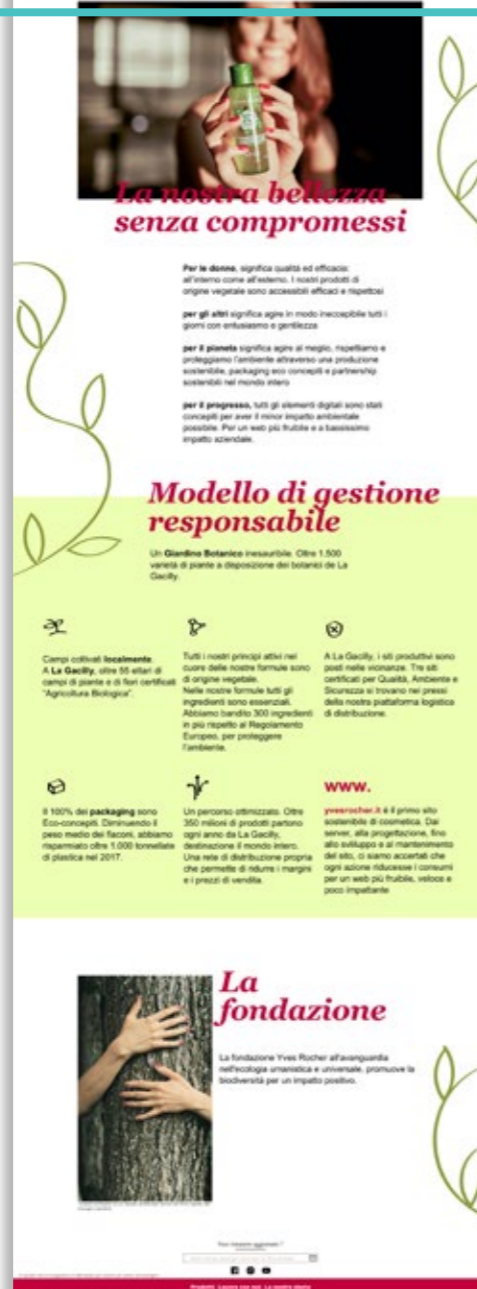 La nostra bellezza
senza compromessi
Per le donne, significa qualità ed efficacia:
all'interno come all'esterno. I nostri prodotti di
origine vegetale sono accessibili efficaci e rispettosi
per gli altri significa agire in modo ineccepibile tutti i
giorni con entusiasmo e gentilezza
per il pianeta significa agire al meglio, rispettiamo e
proteggiamo l'ambiente attraverso una produzione
sostenibile, packaging eco concepiti e partnership
sostenibili nel mondo intero
per il progresso, tutti gli elementi digitali sono stati
concepiti per aver il minor impatto ambientale
possibile. Per un web più fruibile e a bassissimo
impatto aziendale.
Modello di gestione
responsabile
Un Giardino Botanico inesauribile. Oltre 1.500
varietà di piante a disposizione dei botanici de La
Gacilly.
Campi coltivati localmente.
A La Gacilly, oltre 55 ettari di
campi di piante e di fiori certificati
"Agricoltura Biologica".
Tutti i nostri principi attivi nel
cuore delle nostre formule sono
di origine vegetale.
Nelle nostre formule tutti gli
ingredienti sono essenziali.
Abbiamo bandito 300 ingredienti
in più rispetto al Regolamento
Europeo, per proteggere
l'ambiente.
A La Gacilly, i siti produttivi sono
posti nelle vicinanze. Tre siti
certificati per Qualità, Ambiente e
Sicurezza si trovano nei pressi
della nostra piattaforma logistica
di distribuzione.
Il 100% dei packaging sono
Eco-concepiti. Diminuendo il
peso medio dei flaconi, abbiamo
risparmiato oltre 1.000 tonnellate
di plastica nel 2017.
Un percorso ottimizzato. Oltre
350 milioni di prodotti partono
ogni anno da La Gacilly,
destinazione il mondo intero.
Una rete di distribuzione propria
che permette di ridurre i margini
e i prezzi di vendita.
www.
yvesrocher.it è il primo sito
sostenibile di cosmetica. Dai
server, alla progettazione, fino
allo sviluppo e al mantenimento
del sito, ci siamo accertati che
ogni azione riducesse i consumi
per un web più fruibile, veloce e
poco impattante
La
fondazione
La fondazione Yves Rocher all'avanguardia
nell'ecologia umanistica e universale, promuove la
biodiversità per un impatto positivo.
Prodotti Lavora con noi La nostra storia